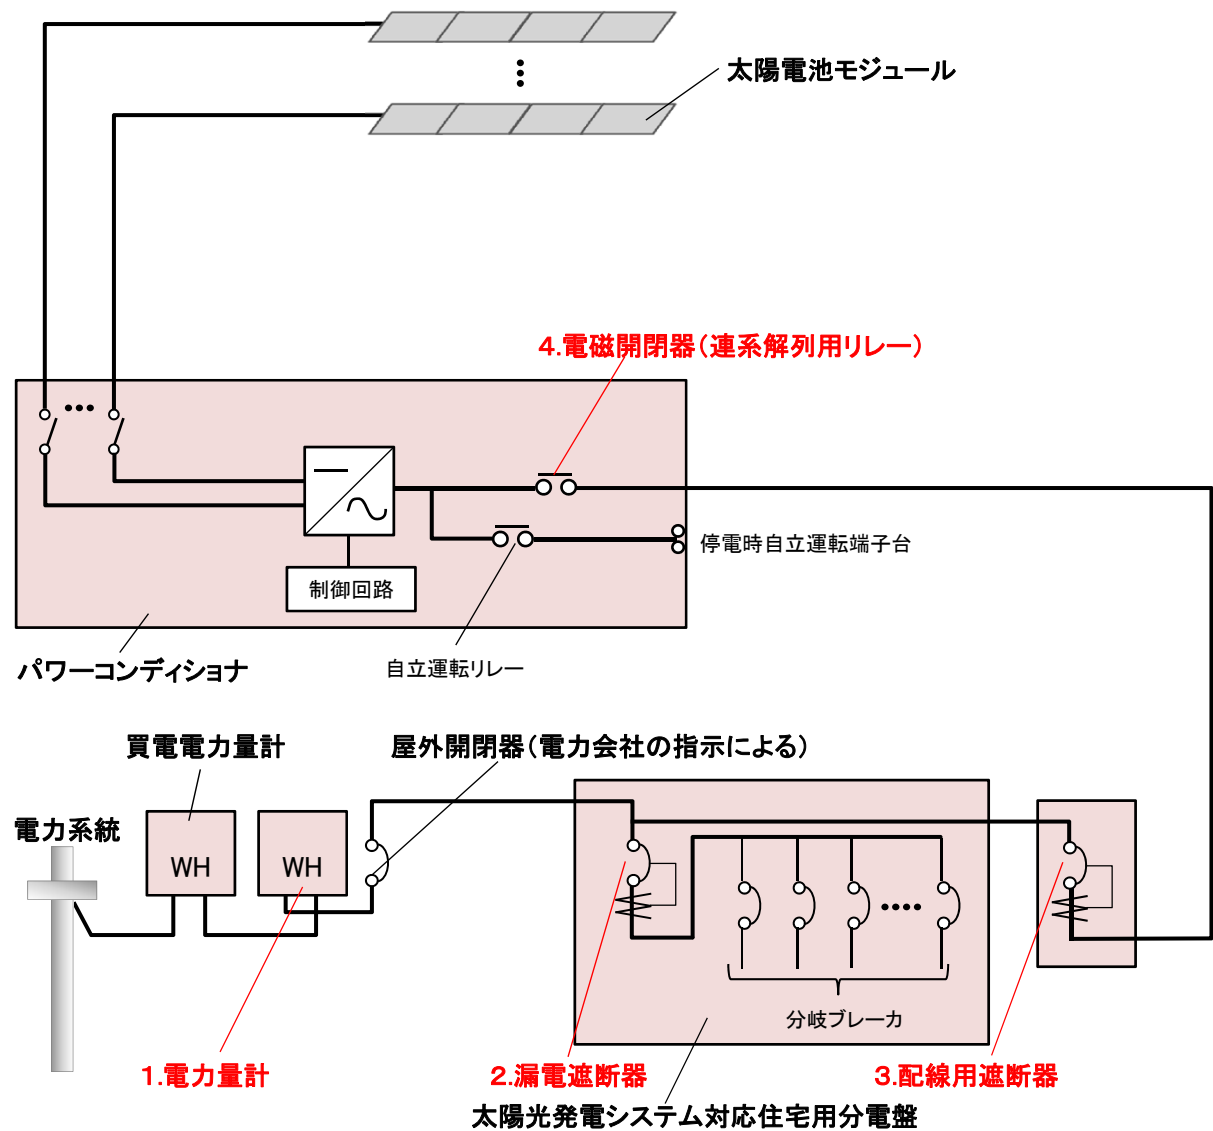 太陽電池モジュール
4.電磁開閉器（連系解列用リレー）
停電時自立運転端子台
制御回路
パワーコンディショナ
自立運転リレー
買電電力量計
屋外開閉器（電力会社の指示による）
電力系統
WH
WH
分岐ブレーカ
1.電力量計
2.漏電遮断器
3.配線用遮断器
太陽光発電システム対応住宅用分電盤